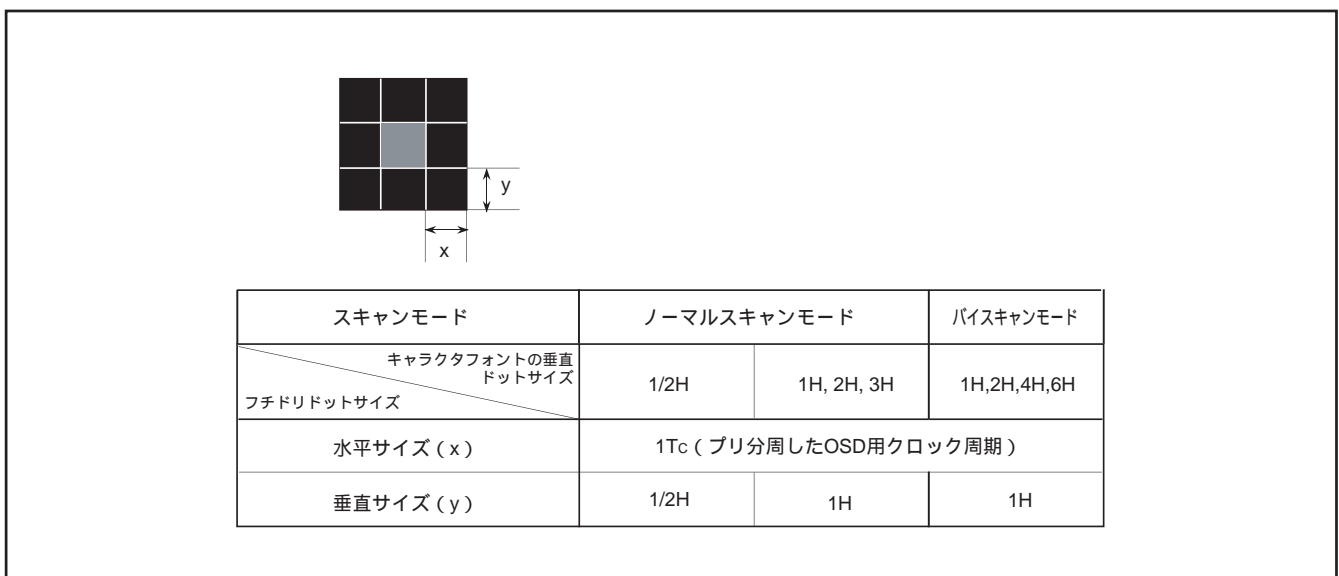 y
x
スキャンモード ノーマルスキャンモード バイスキャンモード
キャラクタフォントの垂直
ドットサイズ
フチドリドットサイズ
1/2H 1H, 2H, 3H 1H,2H,4H,6H
水平サイズ ( x ) 1Tc ( プリ分周したOSD用クロック周期 )
垂直サイズ ( y ) 1/2H 1H 1H